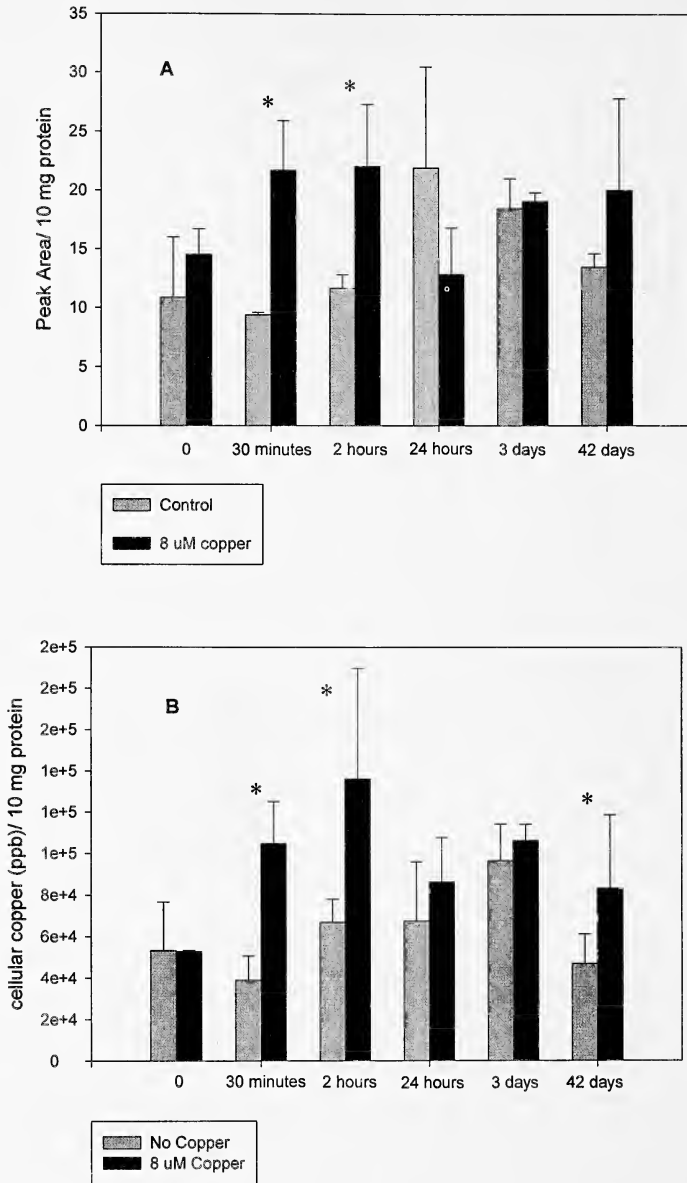 35
30
25
20
15
10
5
0
Peak Area/ 10 mg protein
A
*
*
0 30 minutes 2 hours 24 hours 3 days 42 days
Control
8 uM copper
2e+5
2e+5
2e+5
1e+5
1e+5
1e+5
8e+4
6e+4
4e+4
2e+4
0
cellular copper (ppb)/ 10 mg protein
B
*
*
*
0 30 minutes 2 hours 24 hours 3 days 42 days
No Copper
8 uM Copper